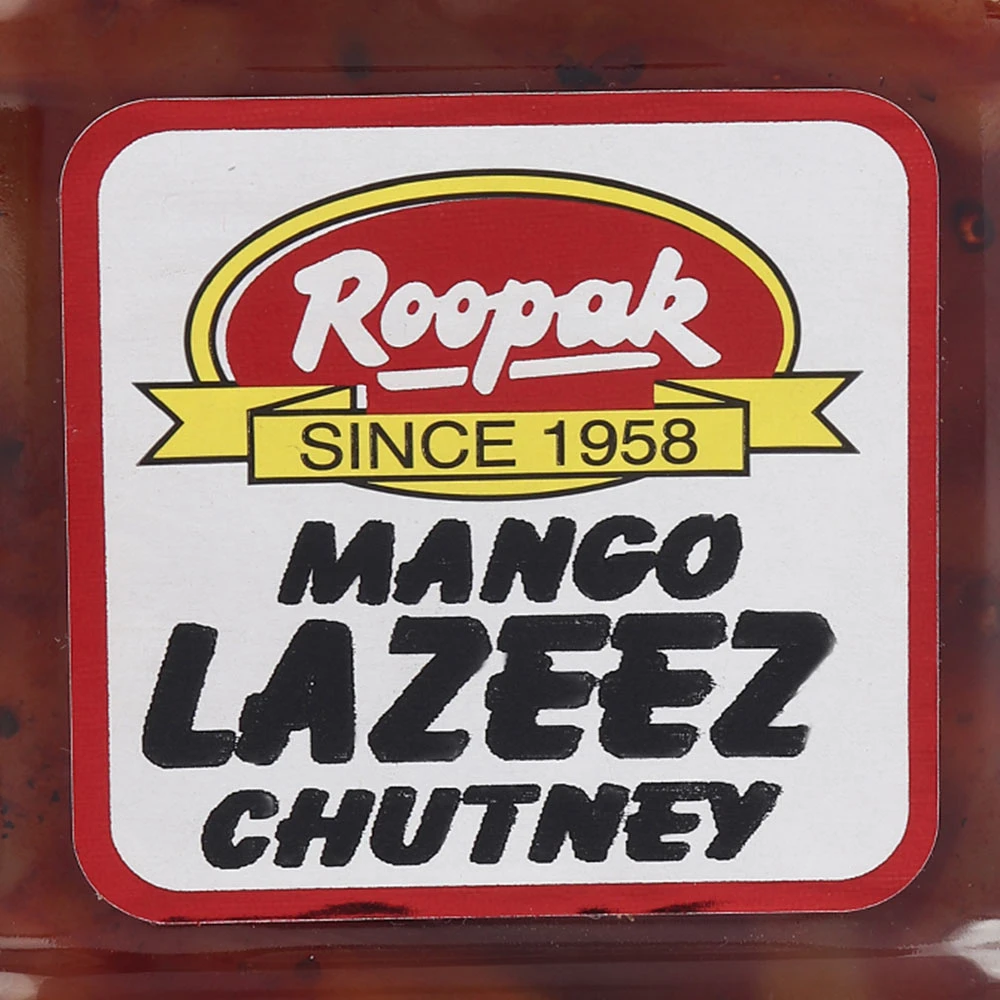 Roopak
SINCE 1958
MANGO
LAZEEZ
CHUTNEY